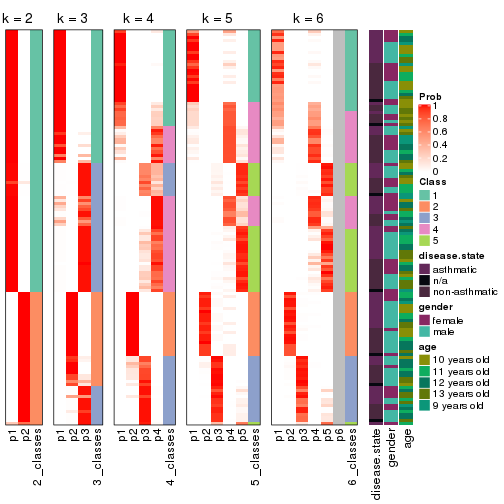 k = 2 k = 3 k = 4 k = 5 k = 6
Prob
1
0.8
0.6
0.4
0.2
0
Class
1
2
3
4
5
disease.state
asthmatic
n/a
non-asthmatic
gender
female
male
age
10 years old
11 years old
12 years old
13 years old
9 years old
p1 p2 2_classes p1 p2 p3 3_classes p1 p2 p3 p4 4_classes p1 p2 p3 p4 p5 5_classes p1 p2 p3 p4 p5 p6 6_classes disease.state gender age